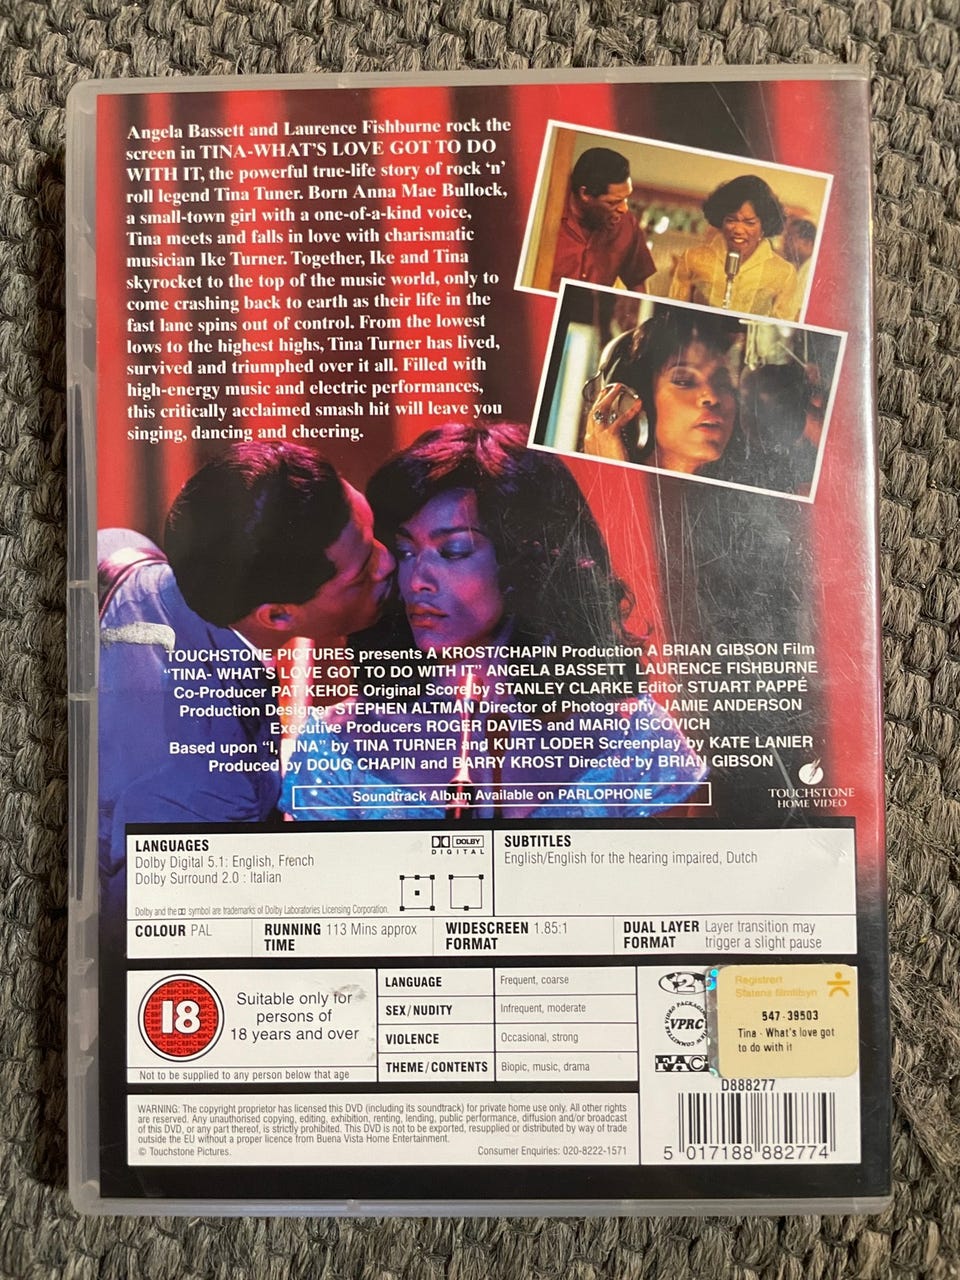 Angela Bassett and Laurence Fishburne rock the
screen in TINA-WHAT'S LOVE GOT TO DO
WITH IT, the powerful true-life story of rock 'n'
roll legend Tina Tuner. Born Anna Mae Bullock,
a small-town girl with a one-of-a-kind voice,
Tina meets and falls in love with charismatic
musician Ike Turner. Together, Ike and Tina
skyrocket to the top of the music world, only to
come crashing back to earth as their life in the
fast lane spins out of control. From the lowest
lows to the highest highs, Tina Turner has lived,
survived and triumphed over it all. Filled with
high-energy music and electric performances,
this critically acclaimed smash hit will leave you
singing, dancing and cheering.
TOUCHSTONE PICTURES presents A KROST/CHAPIN Production A BRIAN GIBSON Film
"TINA- WHAT'S LOVE GOT TO DO WITH IT" ANGELA BASSETT LAURENCE FISHBURNE
Co-Producer PAT KEHOE Original Score by STANLEY CLARKE Editor STUART PAPPÉ
Production Designer STEPHEN ALTMAN Director of Photography JAMIE ANDERSON
Executive Producers ROGER DAVIES and MARIO ISCOVICH
Based upon "I, TINA" by TINA TURNER and KURT LODER Screenplay by KATE LANIER
Produced by DOUG CHAPIN and BARRY KROST Directed by BRIAN GIBSON
Soundtrack Album Available on PARLOPHONE
TOUCHSTONE
HOME VIDEO
LANGUAGES
Dolby Digital 5.1: English, French
Dolby Surround 2.0 : Italian
DOLBY
DIGITAL
Dolby and the symbol are trademarks of Dolby Laboratories Licensing Corporation.
SUBTITLES
English/English for the hearing impaired, Dutch
COLOUR PAL
RUNNING TIME 113 Mins approx
WIDESCREEN FORMAT 1.85:1
DUAL LAYER FORMAT Layer transition may
trigger a slight pause
18
Suitable only for
persons of
18 years and over
Not to be supplied to any person below that age
LANGUAGE Frequent, coarse
SEX/NUDITY Infrequent, moderate
VIOLENCE Occasional, strong
THEME/CONTENTS Biopic, music, drama
2
VPRC
FAC
Registrert
Statens filmtilsyn
547-39503
Tina - What's love got
to do with it
D888277
5 017188 882774
WARNING: The copyright proprietor has licensed this DVD (including its soundtrack) for private home use only. All other rights
are reserved. Any unauthorised copying, editing, exhibition, renting, lending, public performance, diffusion and/or broadcast
of this DVD, or any part thereof, is strictly prohibited. This DVD is not to be exported, resupplied or distributed by way of trade
outside the EU without a proper licence from Buena Vista Home Entertainment.
© Touchstone Pictures.
Consumer Enquiries: 020-8222-1571